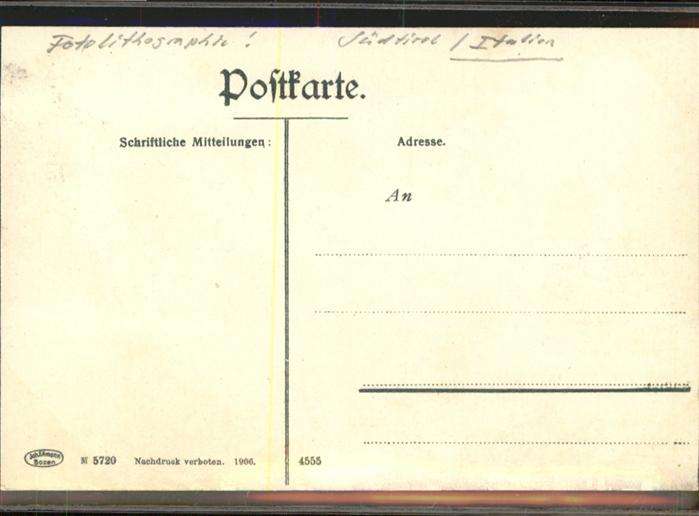 Fotolithographie! Südtirol / Italien
Postkarte.
Schriftliche Mitteilungen:
Adresse.
An
Joh. F. Amonn
Bozen
№ 5720 Nachdruck verboten. 1906. 4555